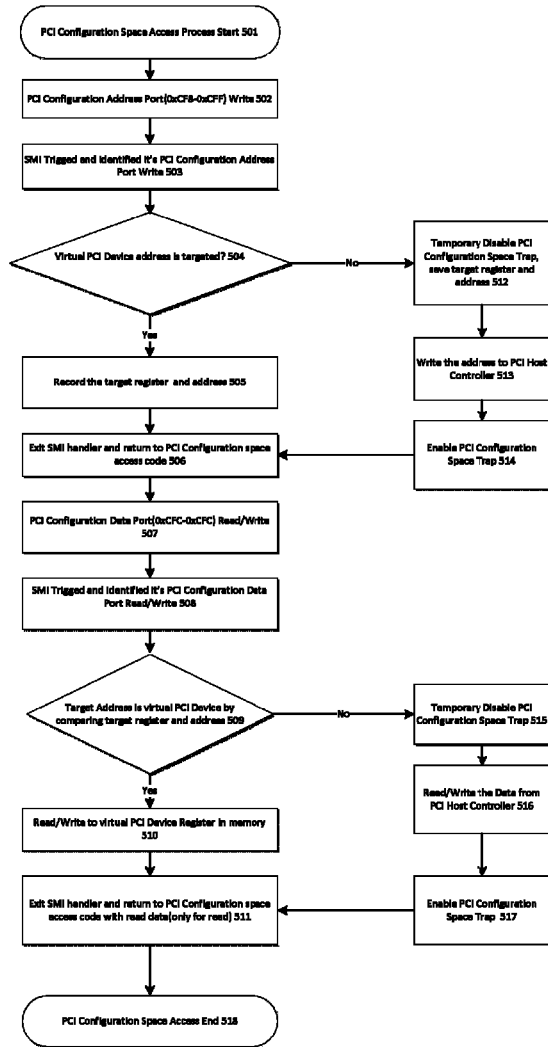 PCI Configuration Space Access Process Start 501
PCI Configuration Address Port(0xCF8-0xCFF) Write 502
SMI Trigged and Identified it's PCI Configuration Address
Port Write 503
Virtual PCI Device address is targeted? 504
No
Temporary Disable PCI
Configuration Space Trap,
save target register and
address 512
Yes
Write the address to PCI Host
Controller 513
Record the target register and address 505
Exit SMI handler and return to PCI Configuration space
access code 506
Enable PCI Configuration
Space Trap 514
PCI Configuration Data Port(0xCFC-0xCFC) Read/Write
507
SMI Trigged and Identified it's PCI Configuration Data
Port Read/Write 508
Target Address is virtual PCI Device by
comparing target register and address 509
No
Temporary Disable PCI
Configuration Space Trap 515
Yes
Read/Write to virtual PCI Device Register in memory
510
Read/Write the Data from
PCI Host Controller 516
Exit SMI handler and return to PCI Configuration space
access code with read data(only for read) 511
Enable PCI Configuration
Space Trap 517
PCI Configuration Space Access End 518